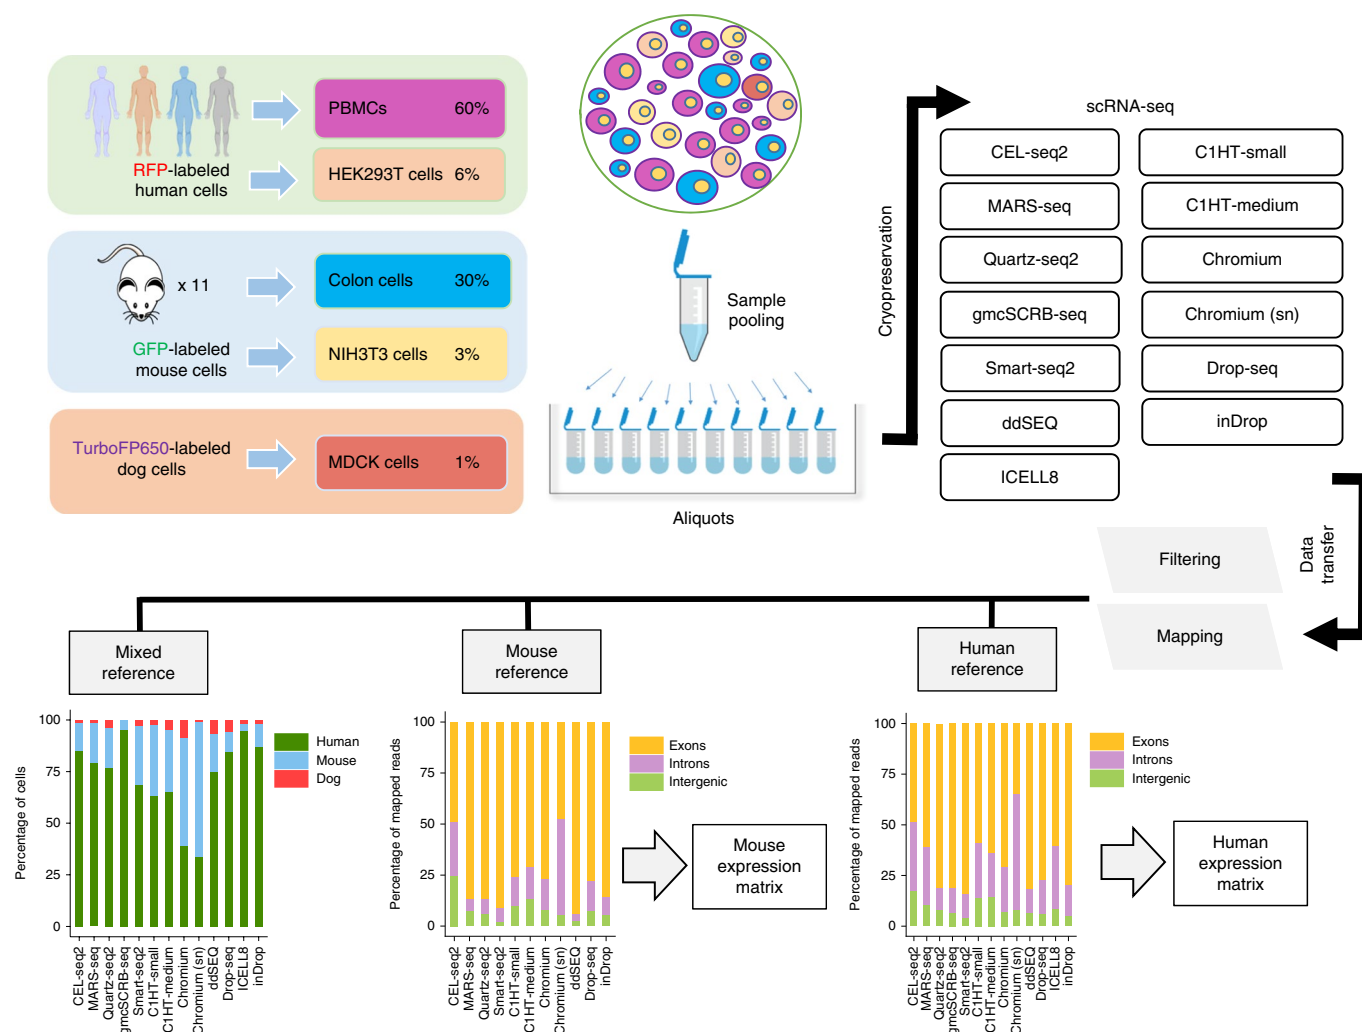 PBMCs 60%
RFP-labeled
human cells
HEK293T cells 6%
x 11
Colon cells 30%
GFP-labeled
mouse cells
NIH3T3 cells 3%
TurboFP650-labeled
dog cells
MDCK cells 1%
Sample
pooling
Aliquots
Cryopreservation
scRNA-seq
CEL-seq2
MARS-seq
Quartz-seq2
gmcSCRB-seq
Smart-seq2
ddSEQ
ICELL8
C1HT-small
C1HT-medium
Chromium
Chromium (sn)
Drop-seq
inDrop
Data
transfer
Filtering
Mapping
Mixed
reference
Mouse
reference
Human
reference
Percentage of cells
100
75
50
25
0
CEL-seq2
MARS-seq
Quartz-seq2
gmcSCRB-seq
Smart-seq2
C1HT-small
C1HT-medium
Chromium
Chromium (sn)
ddSEQ
Drop-seq
ICELL8
inDrop
Human
Mouse
Dog
Percentage of mapped reads
100
75
50
25
0
CEL-seq2
MARS-seq
Quartz-seq2
Smart-seq2
C1HT-small
C1HT-medium
Chromium
Chromium (sn)
ddSEQ
Drop-seq
inDrop
Exons
Introns
Intergenic
Mouse
expression
matrix
Percentage of mapped reads
100
75
50
25
0
CEL-seq2
MARS-seq
Quartz-seq2
gmcSCRB-seq
Smart-seq2
C1HT-small
C1HT-medium
Chromium
Chromium (sn)
ddSEQ
Drop-seq
ICELL8
inDrop
Exons
Introns
Intergenic
Human
expression
matrix